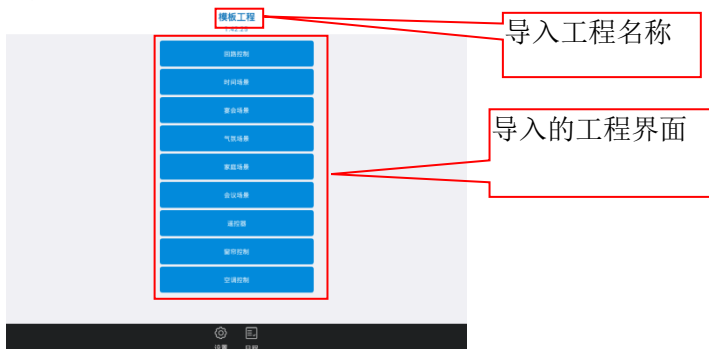 模板工程
导入工程名称
回路控制
时间场景
宴会场景
导入的工程界面
气氛场景
家庭场景
会议场景
遥控器
窗帘控制
空调控制
设置
日程